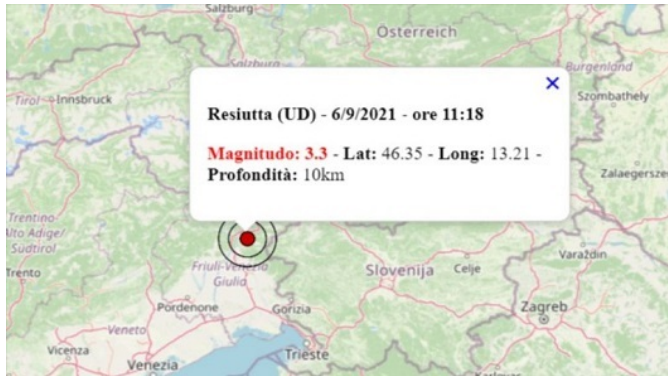 Salzburg
Österreich
Salzburg
Burgenland
×
Tirol
Innsbruck
Szombathely
Resiutta (UD) - 6/9/2021 - ore 11:18
Magnitudo: 3.3 - Lat: 46.35 - Long: 13.21 -
Profondità: 10km
Zalaegersze
Trentino-
Alto Adige/
Südtirol
Trento
Friuli-Venezia
Giulia
Slovenija
Celje
Varaždin
Pordenone
Gorizia
Zagreb
Veneto
Vicenza
Venezia
Trieste
Karlovac